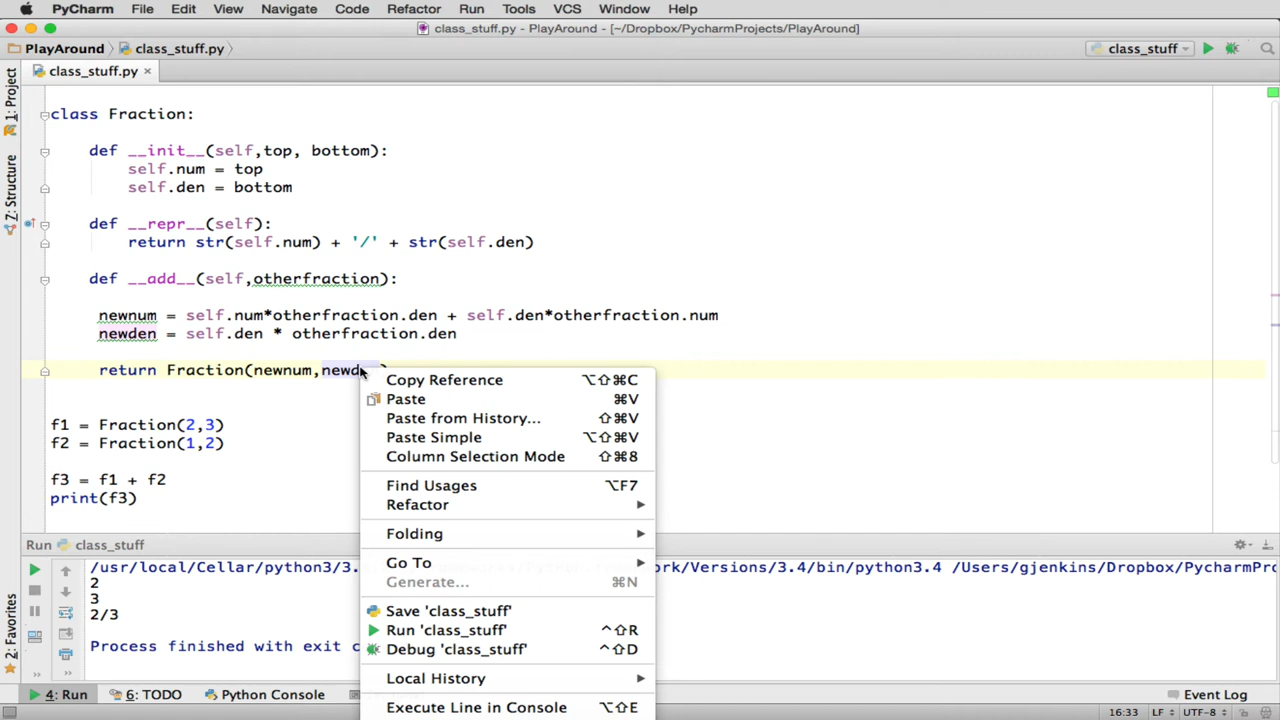 PyCharm File Edit View Navigate Code Refactor Run Tools VCS Window Help
class_stuff.py - PlayAround - [~/Dropbox/PycharmProjects/PlayAround]
PlayAround class_stuff.py class_stuff
class_stuff.py ×
1: Project
Z: Structure
2: Favorites
class Fraction:
def __init__(self,top, bottom):
self.num = top
self.den = bottom
def __repr__(self):
return str(self.num) + '/' + str(self.den)
def __add__(self,otherfraction):
newnum = self.num*otherfraction.den + self.den*otherfraction.num
newden = self.den * otherfraction.den
return Fraction(newnum,newd
f1 = Fraction(2,3)
f2 = Fraction(1,2)
f3 = f1 + f2
print(f3)
Copy Reference ⌥⇧⌘C
Paste ⌘V
Paste from History... ⇧⌘V
Paste Simple ⌥⇧⌘V
Column Selection Mode ⇧⌘8
Find Usages ⌥F7
Refactor
Folding
Go To
Generate... ⌘N
Save 'class_stuff'
Run 'class_stuff' ^⇧R
Debug 'class_stuff' ^⇧D
Local History
Execute Line in Console ⌥⇧E
Run class_stuff
/usr/local/Cellar/python3/3. k/Versions/3.4/bin/python3.4 /Users/gjenkins/Dropbox/PycharmProj
2
3
2/3
Process finished with exit c
4: Run 6: TODO Python Console Event Log
16:33 LF UTF-8